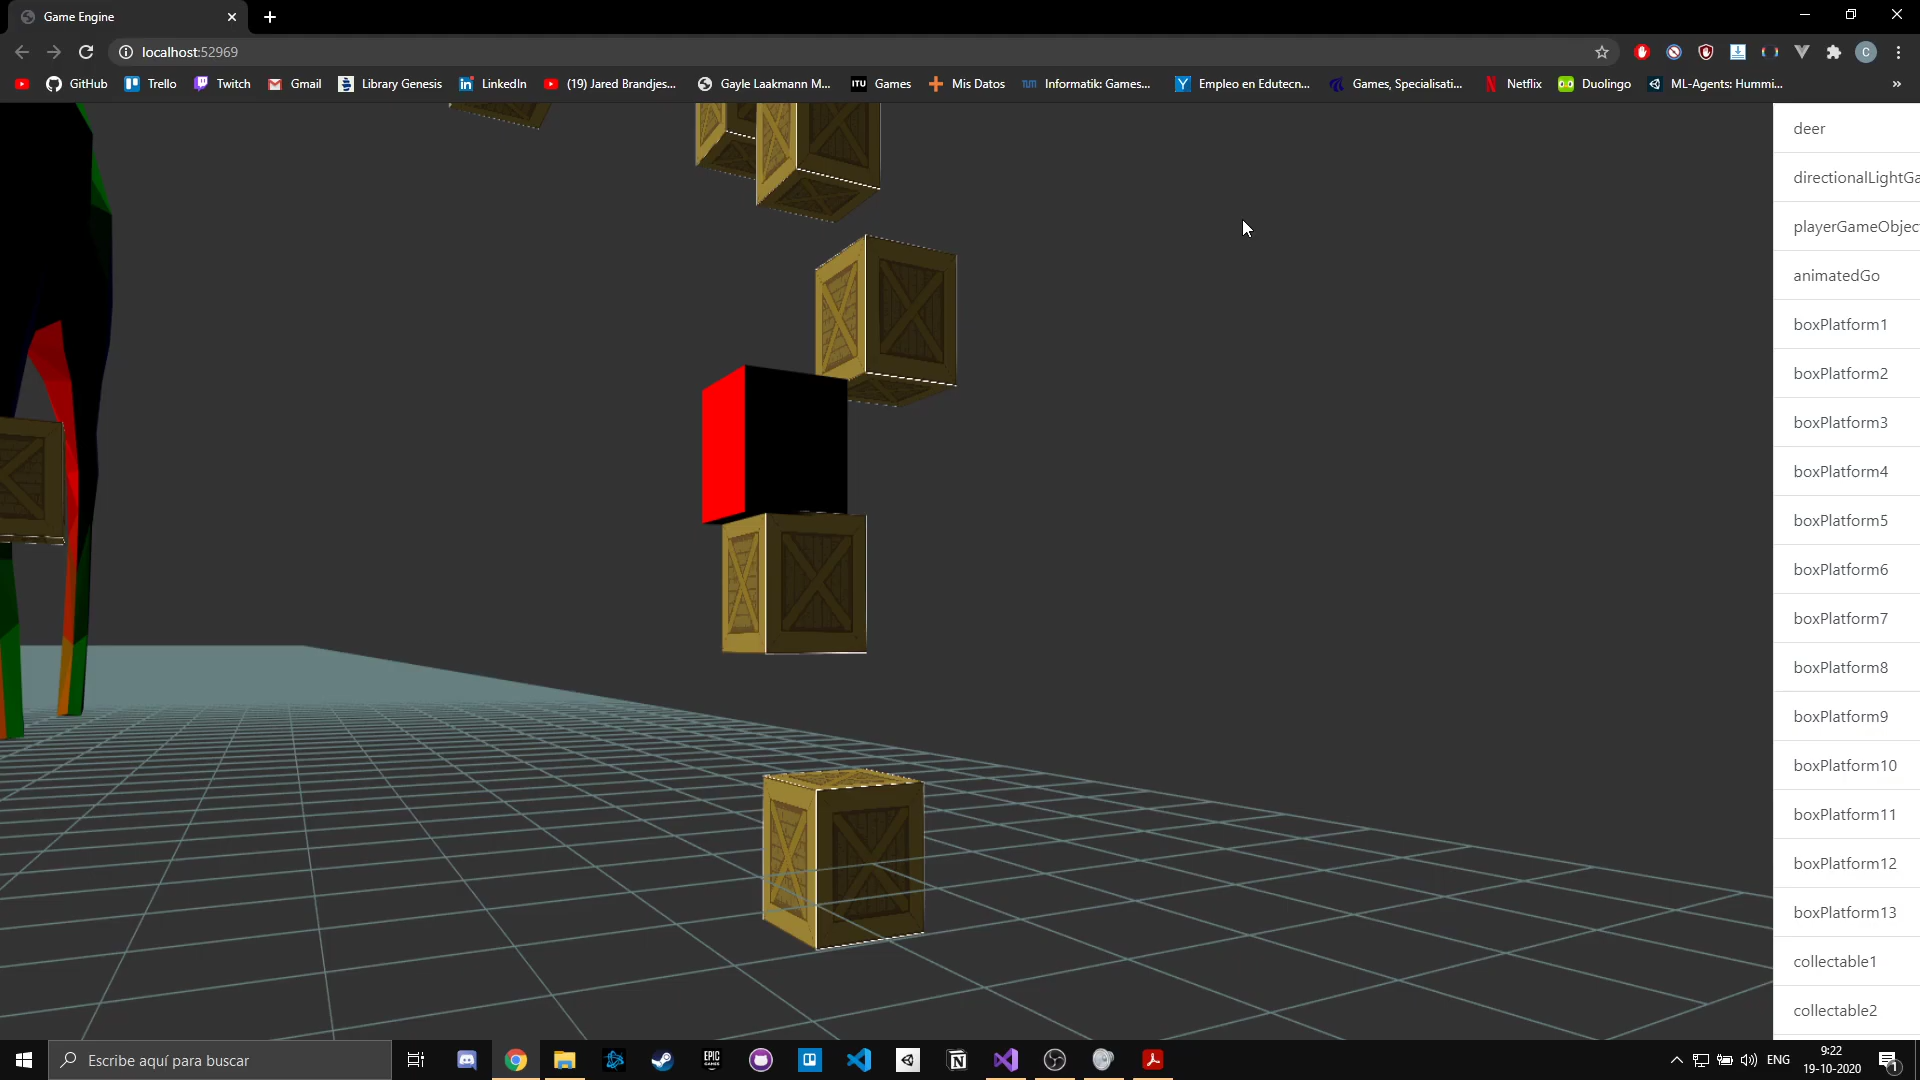 Game Engine
localhost:52969
GitHub Trello Twitch Gmail Library Genesis LinkedIn (19) Jared Brandjes... Gayle Laakmann M... ITU Games Mis Datos Informatik: Games... Empleo en Edutecn... Games, Specialisati... Netflix Duolingo ML-Agents: Hummi... »
deer
directionalLightGa
playerGameObjec
animatedGo
boxPlatform1
boxPlatform2
boxPlatform3
boxPlatform4
boxPlatform5
boxPlatform6
boxPlatform7
boxPlatform8
boxPlatform9
boxPlatform10
boxPlatform11
boxPlatform12
boxPlatform13
collectable1
collectable2
Escribe aquí para buscar
ENG
9:22
19-10-2020